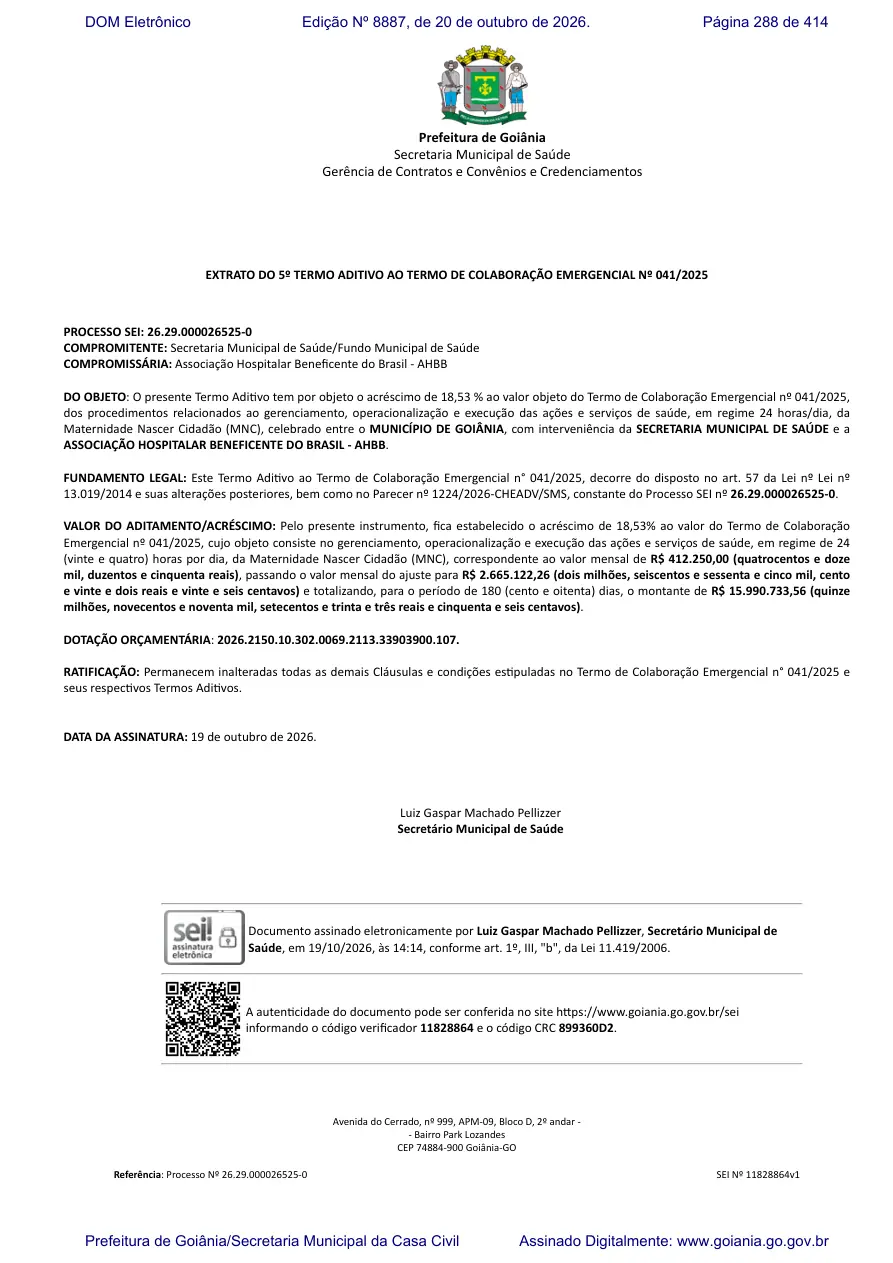 DOM Eletrônico Edição Nº 8887, de 20 de outubro de 2026. Página 288 de 414
Prefeitura de Goiânia
Secretaria Municipal de Saúde
Gerência de Contratos e Convênios e Credenciamentos
EXTRATO DO 5º TERMO ADITIVO AO TERMO DE COLABORAÇÃO EMERGENCIAL Nº 041/2025
PROCESSO SEI: 26.29.000026525-0
COMPROMITENTE: Secretaria Municipal de Saúde/Fundo Municipal de Saúde
COMPROMISSÁRIA: Associação Hospitalar Beneficente do Brasil - AHBB
DO OBJETO: O presente Termo Aditivo tem por objeto o acréscimo de 18,53 % ao valor objeto do Termo de Colaboração Emergencial nº 041/2025,
dos procedimentos relacionados ao gerenciamento, operacionalização e execução das ações e serviços de saúde, em regime 24 horas/dia, da
Maternidade Nascer Cidadão (MNC), celebrado entre o MUNICÍPIO DE GOIÂNIA, com interveniência da SECRETARIA MUNICIPAL DE SAÚDE e a
ASSOCIAÇÃO HOSPITALAR BENEFICENTE DO BRASIL - AHBB.
FUNDAMENTO LEGAL: Este Termo Aditivo ao Termo de Colaboração Emergencial n° 041/2025, decorre do disposto no art. 57 da Lei nº Lei nº
13.019/2014 e suas alterações posteriores, bem como no Parecer nº 1224/2026-CHEADV/SMS, constante do Processo SEI nº 26.29.000026525-0.
VALOR DO ADITAMENTO/ACRÉSCIMO: Pelo presente instrumento, fica estabelecido o acréscimo de 18,53% ao valor do Termo de Colaboração
Emergencial nº 041/2025, cujo objeto consiste no gerenciamento, operacionalização e execução das ações e serviços de saúde, em regime de 24
(vinte e quatro) horas por dia, da Maternidade Nascer Cidadão (MNC), correspondente ao valor mensal de R$ 412.250,00 (quatrocentos e doze
mil, duzentos e cinquenta reais), passando o valor mensal do ajuste para R$ 2.665.122,26 (dois milhões, seiscentos e sessenta e cinco mil, cento
e vinte e dois reais e vinte e seis centavos) e totalizando, para o período de 180 (cento e oitenta) dias, o montante de R$ 15.990.733,56 (quinze
milhões, novecentos e noventa mil, setecentos e trinta e três reais e cinquenta e seis centavos).
DOTAÇÃO ORÇAMENTÁRIA: 2026.2150.10.302.0069.2113.33903900.107.
RATIFICAÇÃO: Permanecem inalteradas todas as demais Cláusulas e condições estipuladas no Termo de Colaboração Emergencial n° 041/2025 e
seus respectivos Termos Aditivos.
DATA DA ASSINATURA: 19 de outubro de 2026.
Luiz Gaspar Machado Pellizzer
Secretário Municipal de Saúde
sei!
assinatura
eletrônica
Documento assinado eletronicamente por Luiz Gaspar Machado Pellizzer, Secretário Municipal de
Saúde, em 19/10/2026, às 14:14, conforme art. 1º, III, "b", da Lei 11.419/2006.
A autenticidade do documento pode ser conferida no site https://www.goiania.go.gov.br/sei
informando o código verificador 11828864 e o código CRC 899360D2.
Avenida do Cerrado, nº 999, APM-09, Bloco D, 2º andar -
- Bairro Park Lozandes
CEP 74884-900 Goiânia-GO
Referência: Processo Nº 26.29.000026525-0 SEI Nº 11828864v1
Prefeitura de Goiânia/Secretaria Municipal da Casa Civil Assinado Digitalmente: www.goiania.go.gov.br